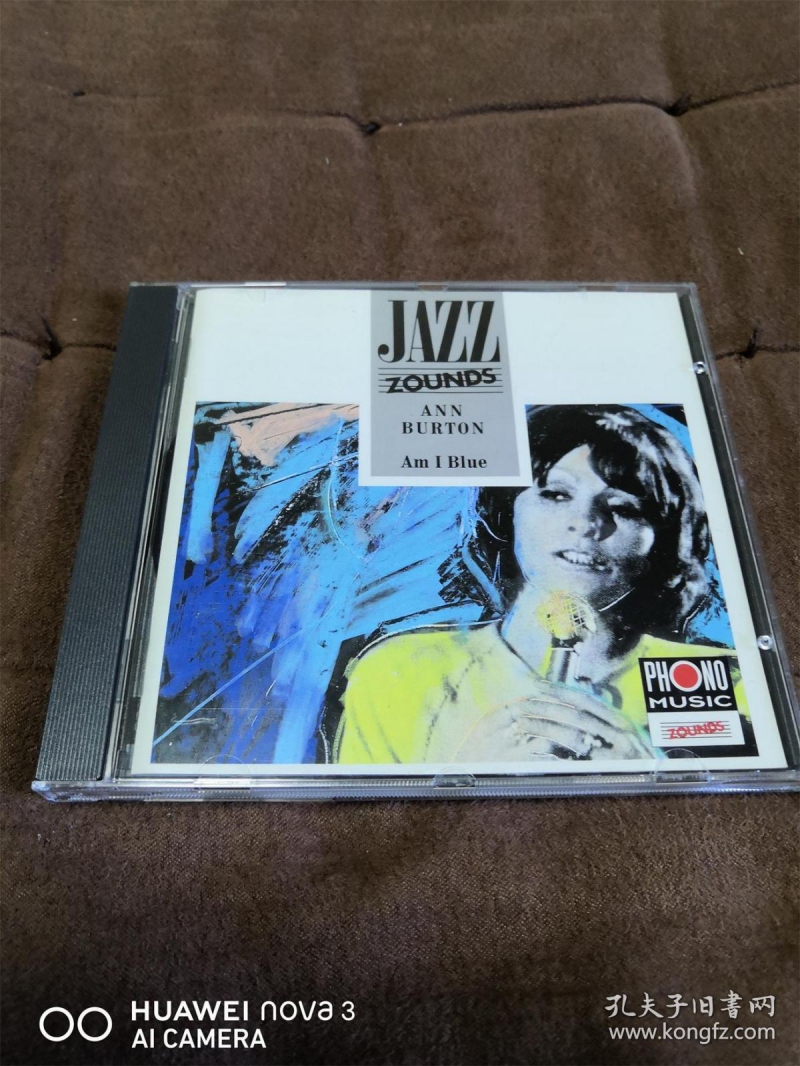 JAZZ
ZOUNDS
ANN
BURTON
Am I Blue
PHONO
MUSIC
ZOUNDS
HUAWEI nova 3
AI CAMERA
孔夫子旧书网
www.kongfz.com